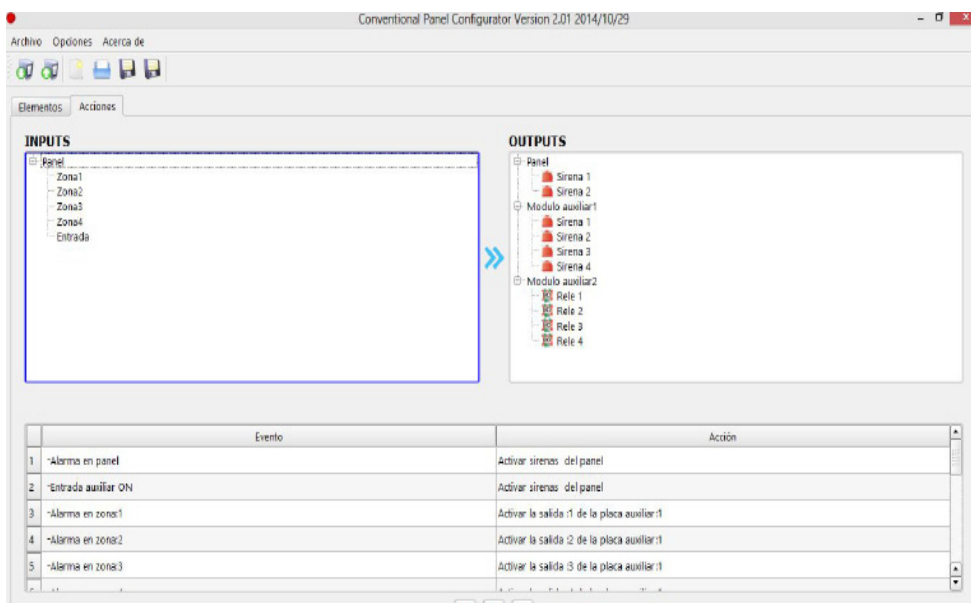 Conventional Panel Configurator Version 2.01 2014/10/29
Archivo Opciones Acerca de
Elementos Acciones
INPUTS
Panel
Zona1
Zona2
Zona3
Zona4
Entrada
OUTPUTS
Panel
Sirena 1
Sirena 2
Modulo auxiliar1
Sirena 1
Sirena 2
Sirena 3
Sirena 4
Modulo auxiliar2
Rele 1
Rele 2
Rele 3
Rele 4
Evento Acción
1 -Alarma en panel Activar sirenas del panel
2 -Entrada auxiliar ON Activar sirenas del panel
3 -Alarma en zona:1 Activar la salida :1 de la placa auxiliar:1
4 -Alarma en zona:2 Activar la salida :2 de la placa auxiliar:1
5 -Alarma en zona:3 Activar la salida :3 de la placa auxiliar:1